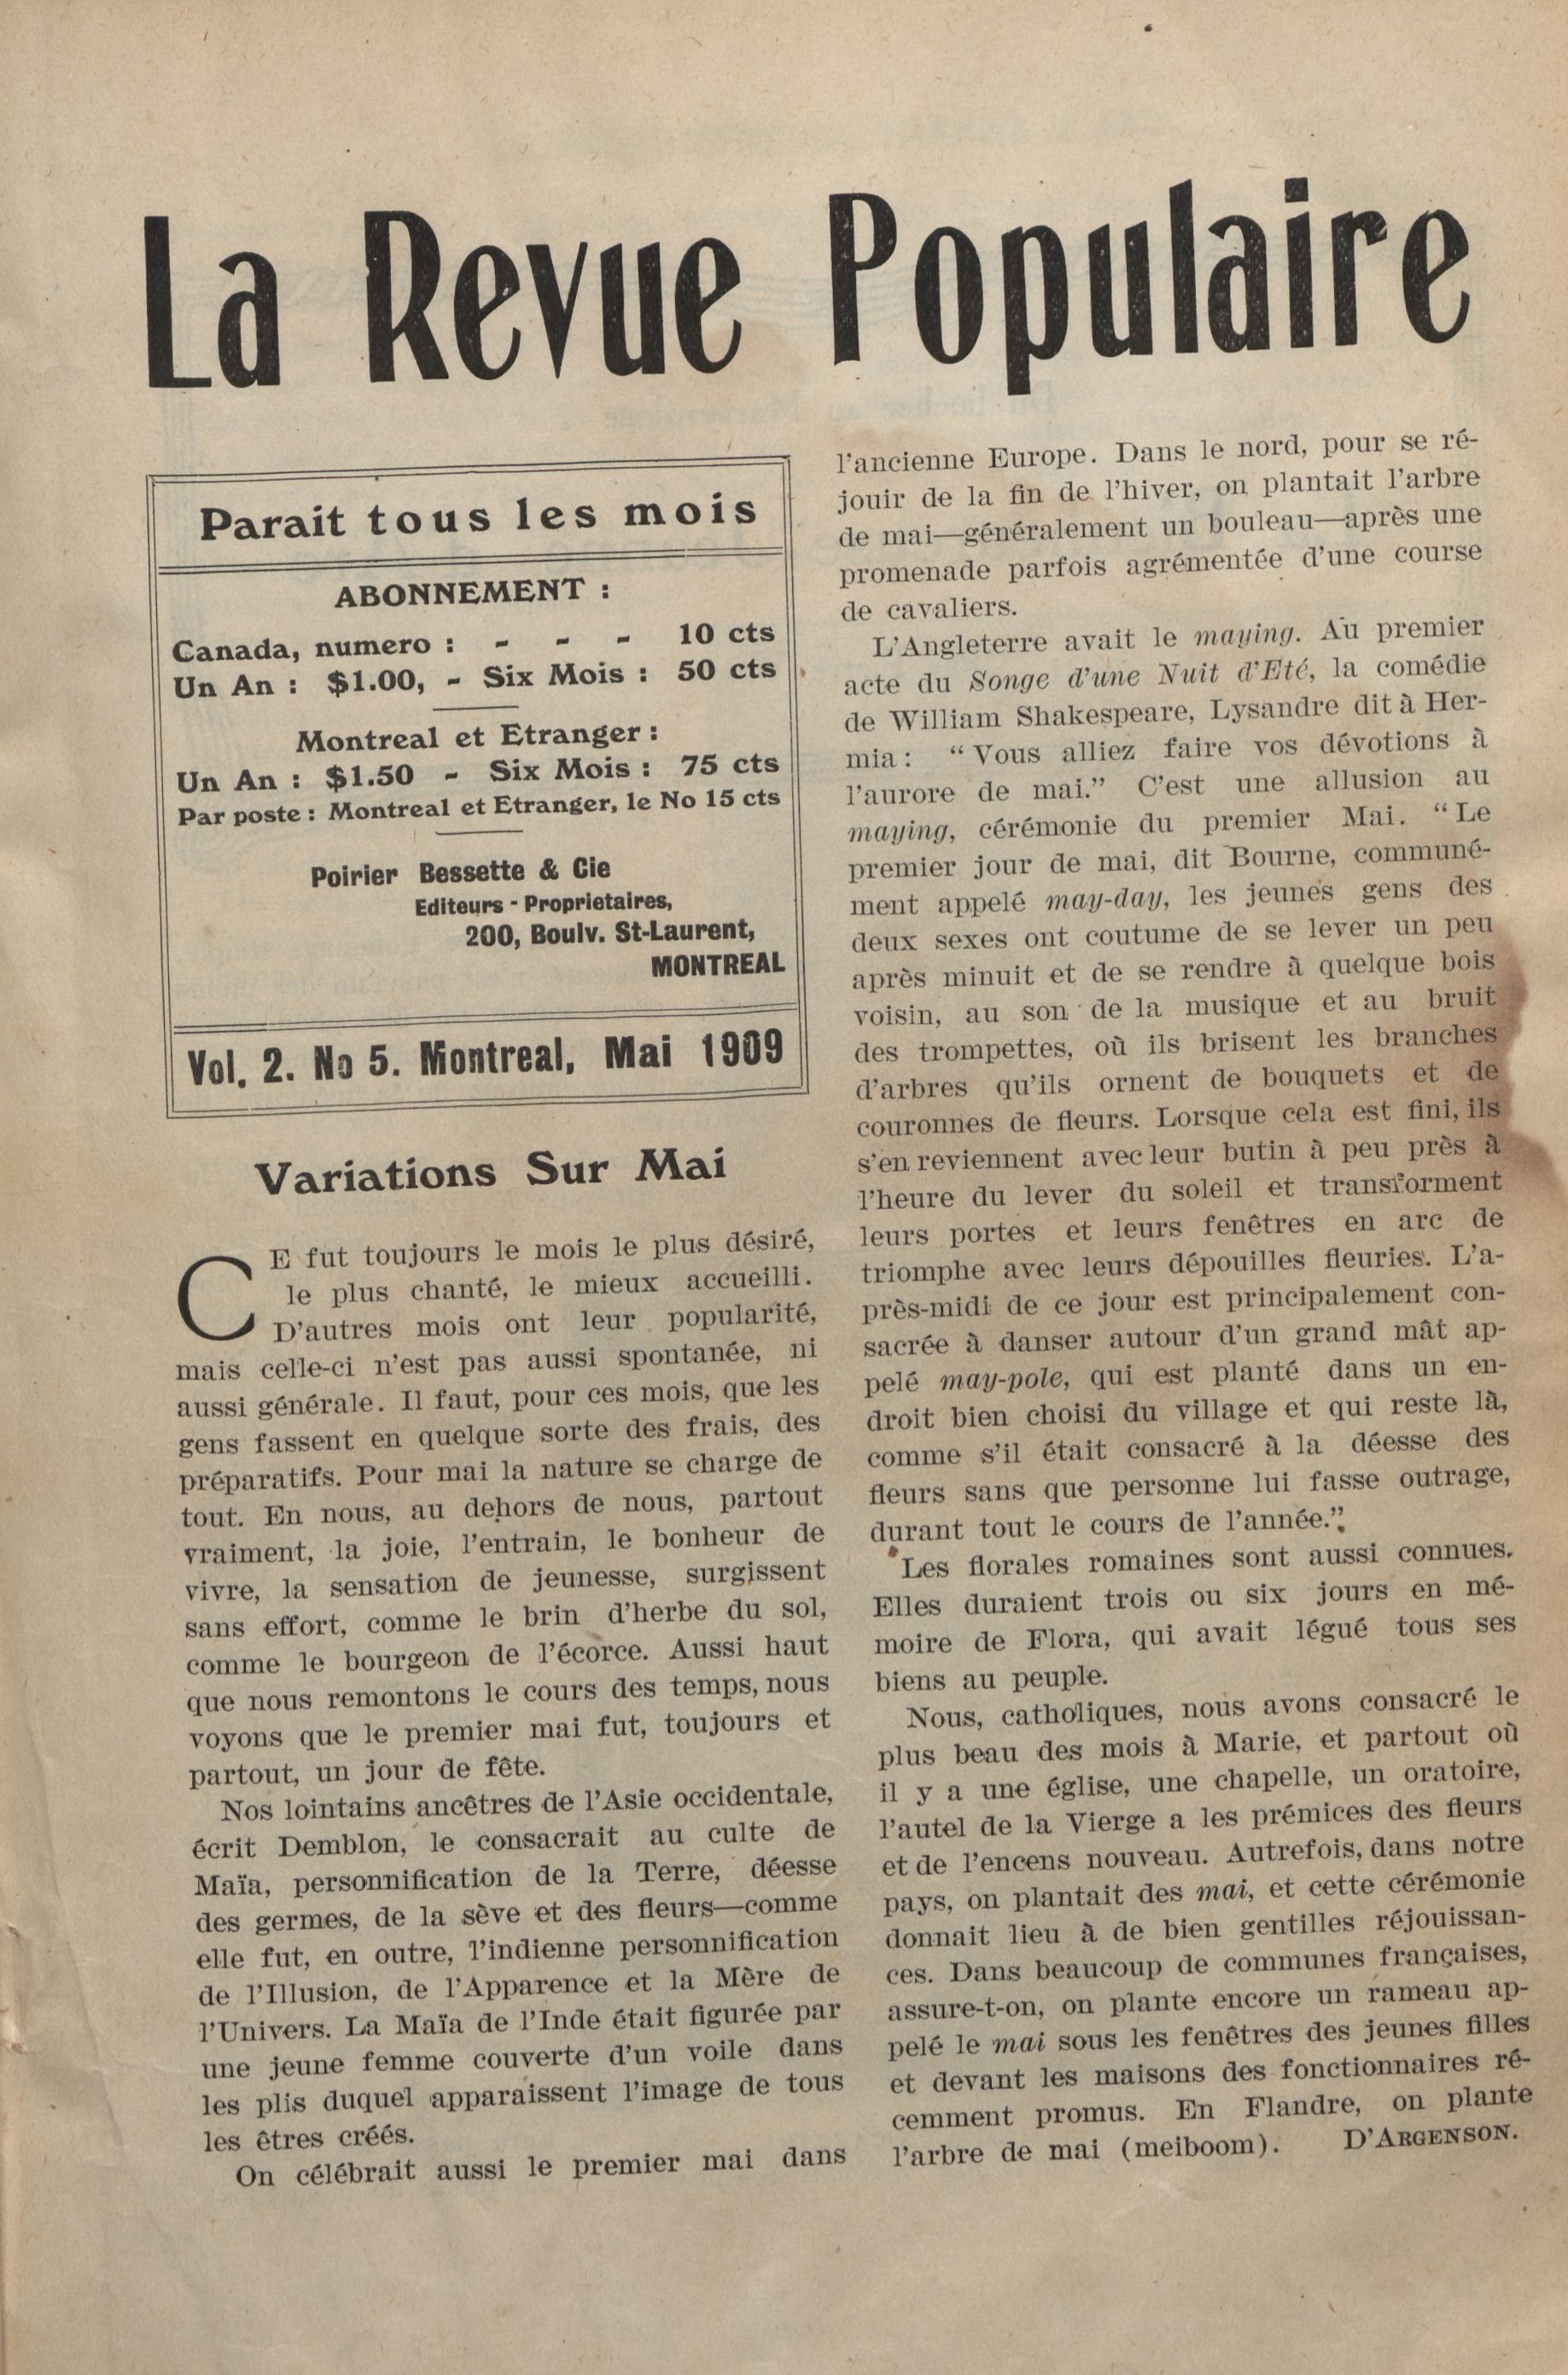 La Revue Populaire
Parait tous les mois
ABONNEMENT :
Canada, numero : - - - 10 cts
Un An : $1.00, - Six Mois : 50 cts
Montreal et Etranger :
Un An : $1.50 - Six Mois : 75 cts
Par poste : Montreal et Etranger, le No 15 cts
Poirier Bessette & Cie
Editeurs - Proprietaires,
200, Boulv. St-Laurent,
MONTREAL
Vol. 2. No 5. Montreal, Mai 1909
Variations Sur Mai
CE fut toujours le mois le plus désiré,
le plus chanté, le mieux accueilli.
D'autres mois ont leur popularité,
mais celle-ci n'est pas aussi spontanée, ni
aussi générale. Il faut, pour ces mois, que les
gens fassent en quelque sorte des frais, des
préparatifs. Pour mai la nature se charge de
tout. En nous, au dehors de nous, partout
vraiment, la joie, l'entrain, le bonheur de
vivre, la sensation de jeunesse, surgissent
sans effort, comme le brin d'herbe du sol,
comme le bourgeon de l'écorce. Aussi haut
que nous remontons le cours des temps, nous
voyons que le premier mai fut, toujours et
partout, un jour de fête.
Nos lointains ancêtres de l'Asie occidentale,
écrit Demblon, le consacrait au culte de
Maïa, personnification de la Terre, déesse
des germes, de la sève et des fleurs—comme
elle fut, en outre, l'indienne personnification
de l'Illusion, de l'Apparence et la Mère de
l'Univers. La Maïa de l'Inde était figurée par
une jeune femme couverte d'un voile dans
les plis duquel apparaissent l'image de tous
les êtres créés.
On célébrait aussi le premier mai dans
l'ancienne Europe. Dans le nord, pour se ré-
jouir de la fin de l'hiver, on plantait l'arbre
de mai—généralement un bouleau—après une
promenade parfois agrémentée d'une course
de cavaliers.
L'Angleterre avait le maying. Au premier
acte du Songe d'une Nuit d'Eté, la comédie
de William Shakespeare, Lysandre dit à Her-
mia : “ Vous alliez faire vos dévotions à
l'aurore de mai.” C'est une allusion au
maying, cérémonie du premier Mai. “ Le
premier jour de mai, dit Bourne, communé-
ment appelé may-day, les jeunes gens des
deux sexes ont coutume de se lever un peu
après minuit et de se rendre à quelque bois
voisin, au son de la musique et au bruit
des trompettes, où ils brisent les branches
d'arbres qu'ils ornent de bouquets et de
couronnes de fleurs. Lorsque cela est fini, ils
s'en reviennent avec leur butin à peu près à
l'heure du lever du soleil et transforment
leurs portes et leurs fenêtres en arc de
triomphe avec leurs dépouilles fleuries. L'a-
près-midi de ce jour est principalement con-
sacrée à danser autour d'un grand mât ap-
pelé may-pole, qui est planté dans un en-
droit bien choisi du village et qui reste là,
comme s'il était consacré à la déesse des
fleurs sans que personne lui fasse outrage,
durant tout le cours de l'année.”.
Les florales romaines sont aussi connues.
Elles duraient trois ou six jours en mé-
moire de Flora, qui avait légué tous ses
biens au peuple.
Nous, catholiques, nous avons consacré le
plus beau des mois à Marie, et partout où
il y a une église, une chapelle, un oratoire,
l'autel de la Vierge a les prémices des fleurs
et de l'encens nouveau. Autrefois, dans notre
pays, on plantait des mai, et cette cérémonie
donnait lieu à de bien gentilles réjouissan-
ces. Dans beaucoup de communes françaises,
assure-t-on, on plante encore un rameau ap-
pelé le mai sous les fenêtres des jeunes filles
et devant les maisons des fonctionnaires ré-
cemment promus. En Flandre, on plante
l'arbre de mai (meiboom). D'ARGENSON.